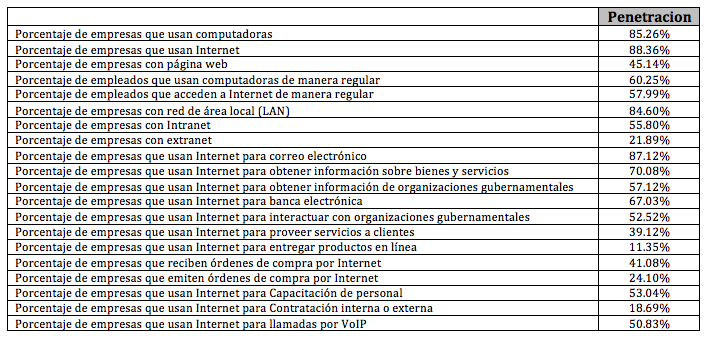 Penetracion
Porcentaje de empresas que usan computadoras 85.26%
Porcentaje de empresas que usan Internet 88.36%
Porcentaje de empresas con página web 45.14%
Porcentaje de empleados que usan computadoras de manera regular 60.25%
Porcentaje de empleados que acceden a Internet de manera regular 57.99%
Porcentaje de empresas con red de área local (LAN) 84.60%
Porcentaje de empresas con Intranet 55.80%
Porcentaje de empresas con extranet 21.89%
Porcentaje de empresas que usan Internet para correo electrónico 87.12%
Porcentaje de empresas que usan Internet para obtener información sobre bienes y servicios 70.08%
Porcentaje de empresas que usan Internet para obtener información de organizaciones gubernamentales 57.12%
Porcentaje de empresas que usan Internet para banca electrónica 67.03%
Porcentaje de empresas que usan Internet para interactuar con organizaciones gubernamentales 52.52%
Porcentaje de empresas que usan Internet para proveer servicios a clientes 39.12%
Porcentaje de empresas que usan Internet para entregar productos en línea 11.35%
Porcentaje de empresas que reciben órdenes de compra por Internet 41.08%
Porcentaje de empresas que emiten órdenes de compra por Internet 24.10%
Porcentaje de empresas que usan Internet para Capacitación de personal 53.04%
Porcentaje de empresas que usan Internet para Contratación interna o externa 18.69%
Porcentaje de empresas que usan Internet para llamadas por VoIP 50.83%